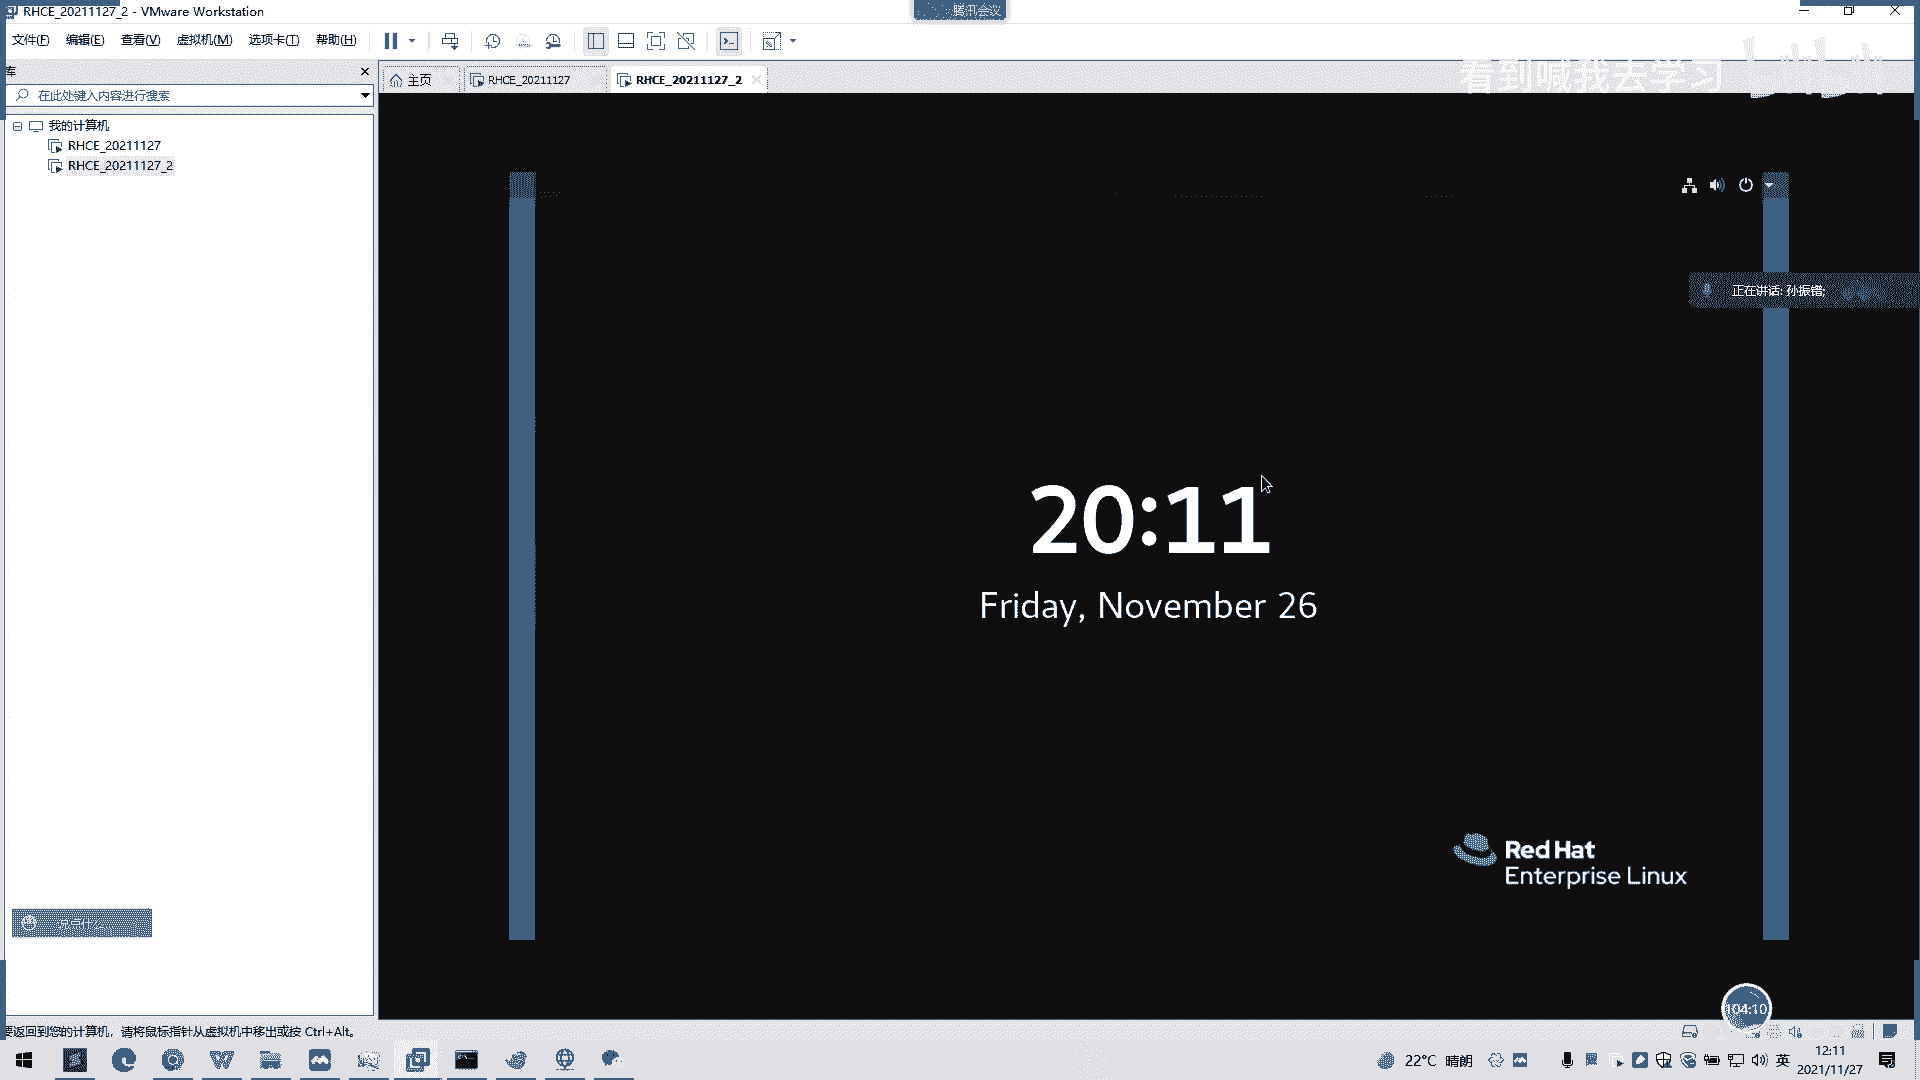 RHCE_20211127_2 - VMware Workstation
腾讯会议
文件(F) 编辑(E) 查看(V) 虚拟机(M) 选项卡(T) 帮助(H)
看到喊我去学习
库
主页
RHCE_20211127
RHCE_20211127_2
在此处键入内容进行搜索
我的计算机
RHCE_20211127
RHCE_20211127_2
正在讲话: 孙振锴;
20:11
Friday, November 26
Red Hat
Enterprise Linux
说点什么
104:10
要返回到您的计算机，请将鼠标指针从虚拟机中移出或按 Ctrl+Alt。
22°C 晴朗
英
12:11
2021/11/27